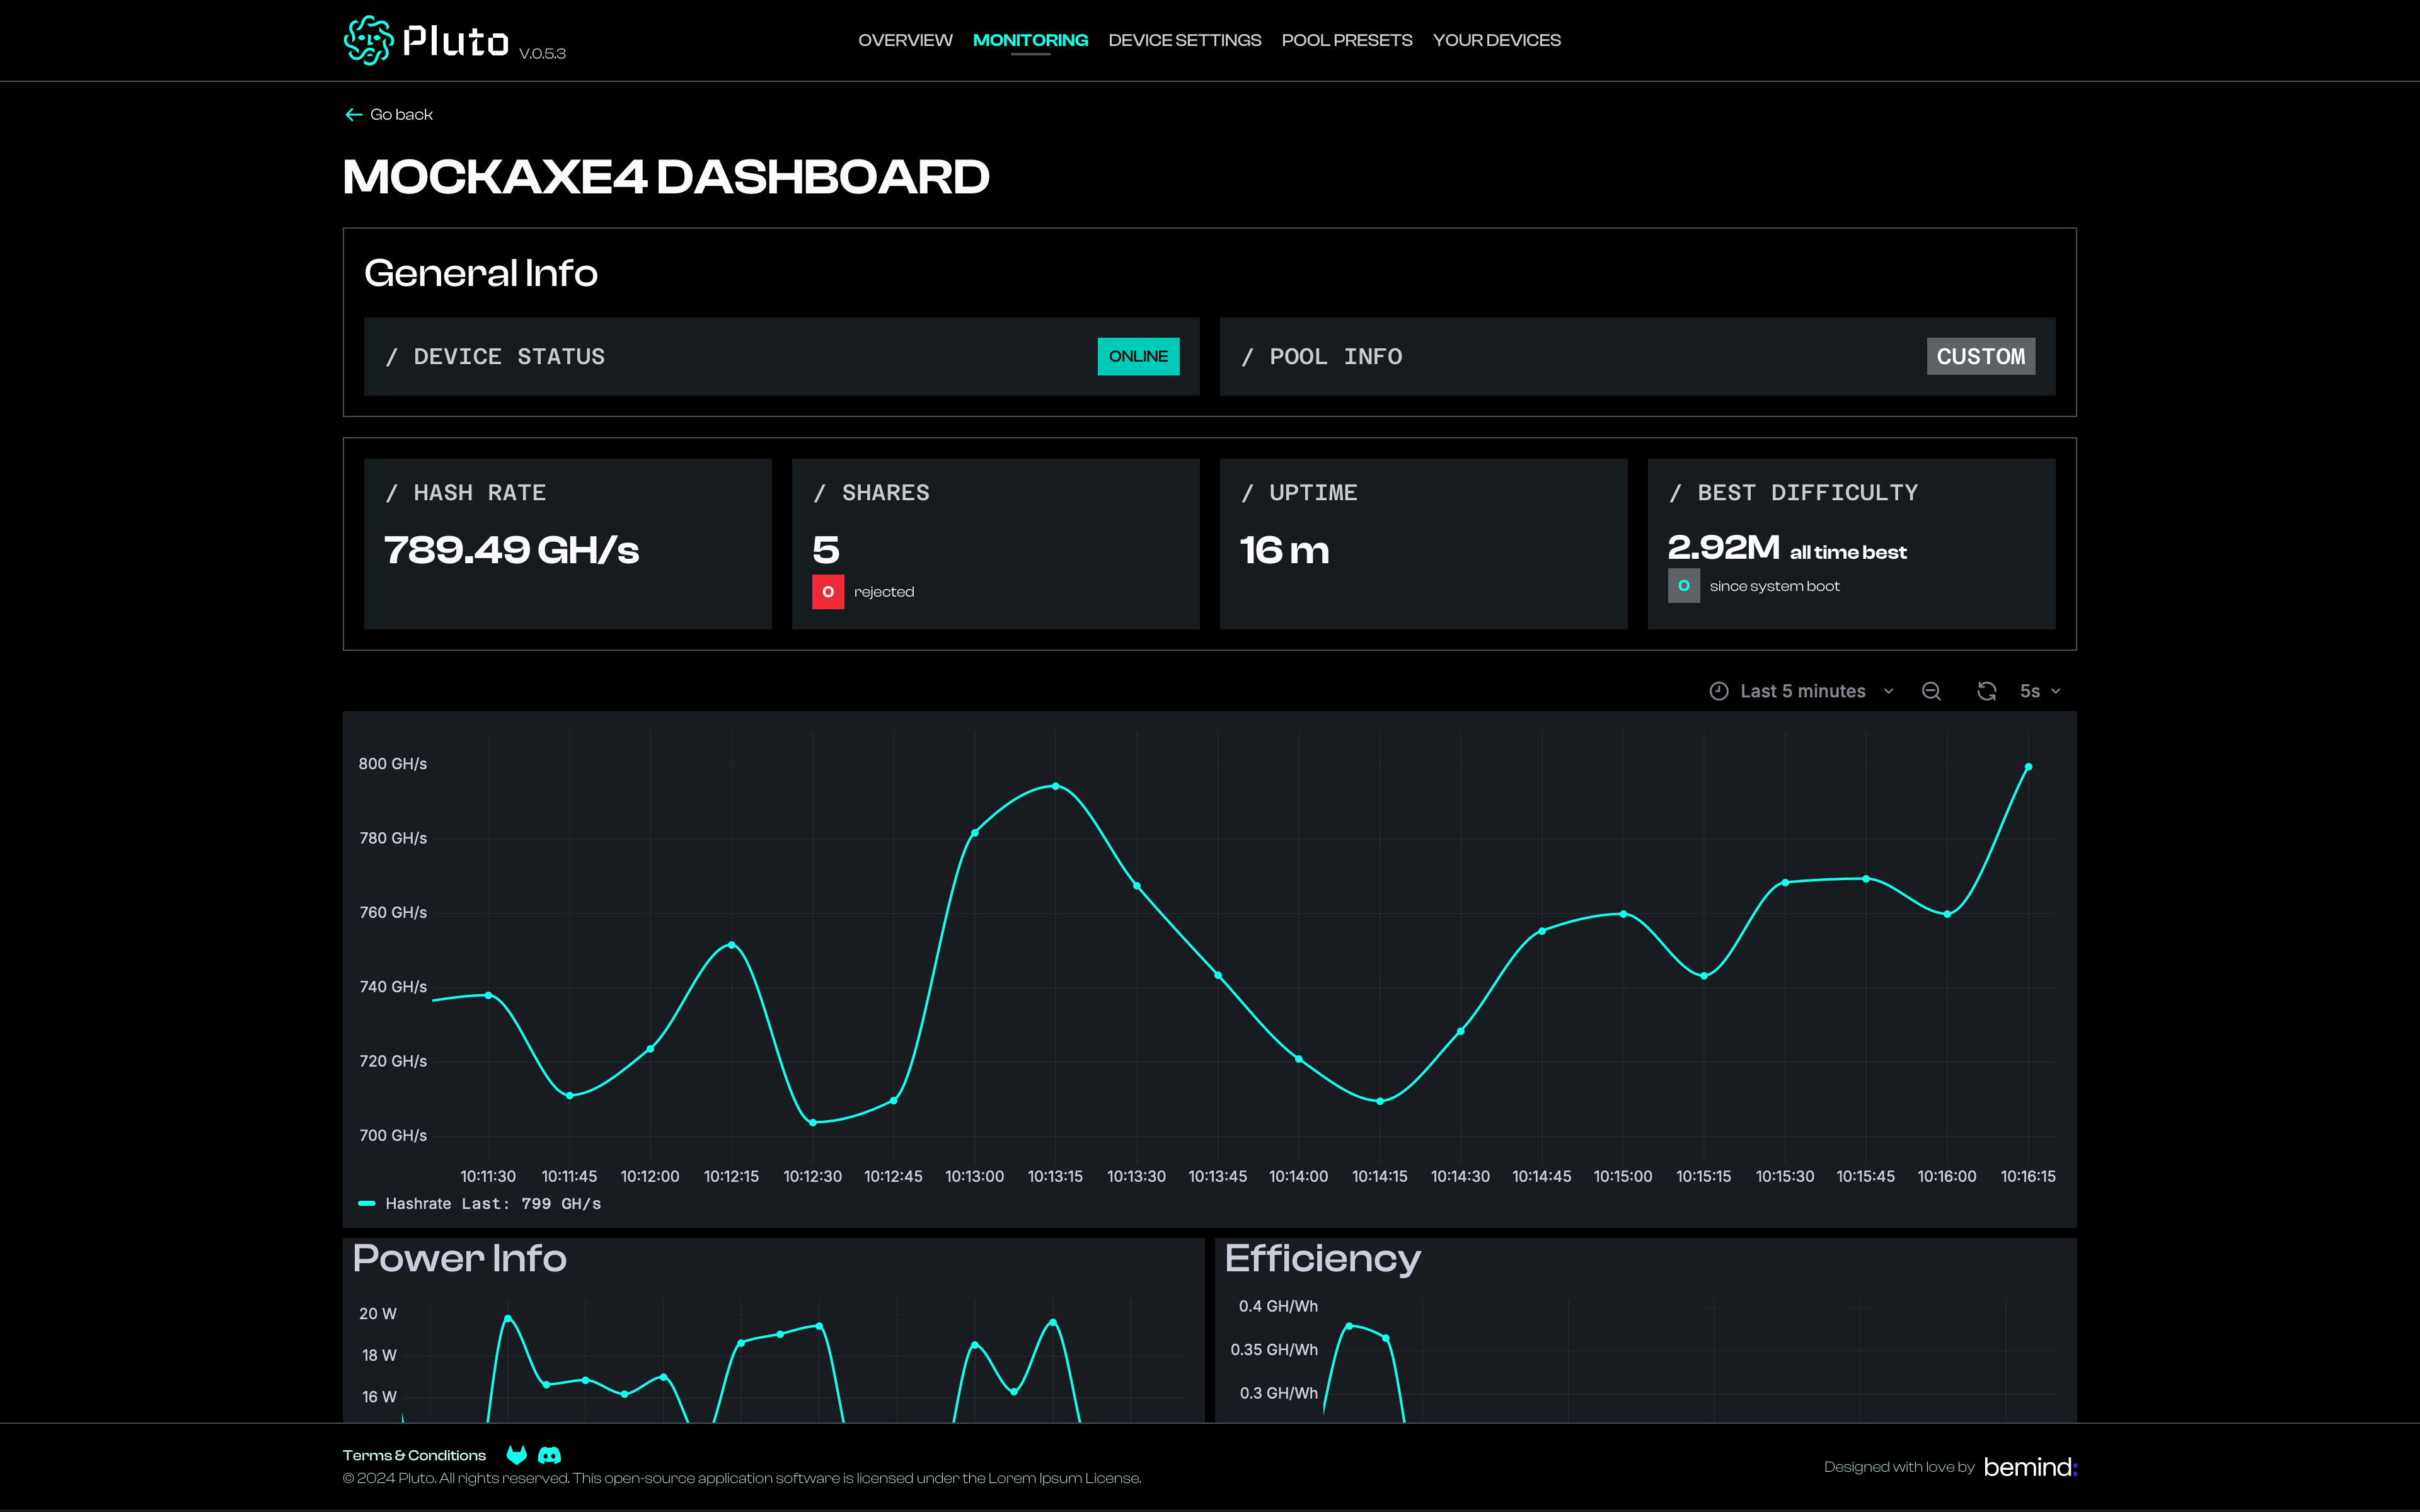 Pluto V.0.5.3
OVERVIEW MONITORING DEVICE SETTINGS POOL PRESETS YOUR DEVICES
Go back
MOCKAXE4 DASHBOARD
General Info
/ DEVICE STATUS ONLINE
/ POOL INFO CUSTOM
/ HASH RATE
789.49 GH/s
/ SHARES
5
0 rejected
/ UPTIME
16 m
/ BEST DIFFICULTY
2.92M all time best
0 since system boot
Last 5 minutes 5s
800 GH/s
780 GH/s
760 GH/s
740 GH/s
720 GH/s
700 GH/s
10:11:30 10:11:45 10:12:00 10:12:15 10:12:30 10:12:45 10:13:00 10:13:15 10:13:30 10:13:45 10:14:00 10:14:15 10:14:30 10:14:45 10:15:00 10:15:15 10:15:30 10:15:45 10:16:00 10:16:15
Hashrate Last: 799 GH/s
Power Info
20 W
18 W
16 W
Efficiency
0.4 GH/Wh
0.35 GH/Wh
0.3 GH/Wh
Terms & Conditions
© 2024 Pluto. All rights reserved. This open-source application software is licensed under the Lorem Ipsum License.
Designed with love by bemind: